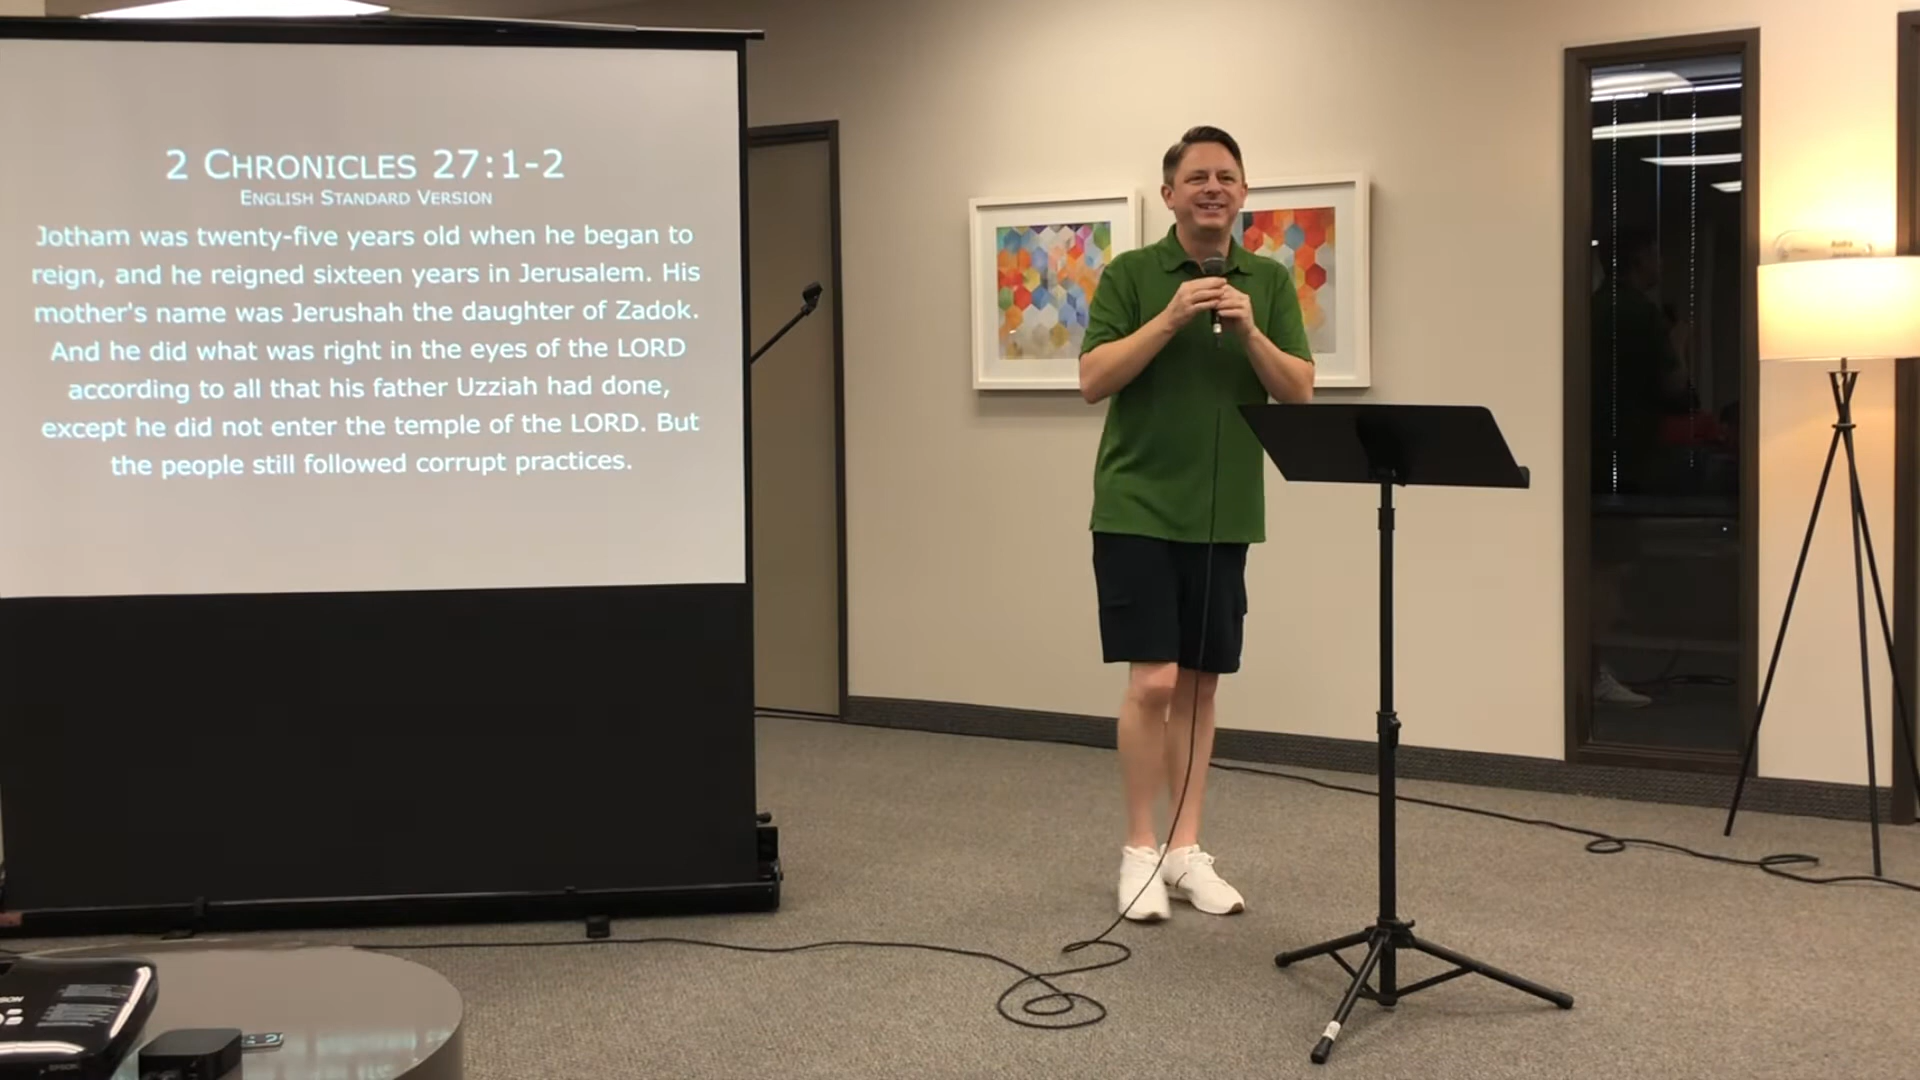 2 CHRONICLES 27:1-2
ENGLISH STANDARD VERSION
Jotham was twenty-five years old when he began to
reign, and he reigned sixteen years in Jerusalem. His
mother's name was Jerushah the daughter of Zadok.
And he did what was right in the eyes of the LORD
according to all that his father Uzziah had done,
except he did not enter the temple of the LORD. But
the people still followed corrupt practices.
EPSON